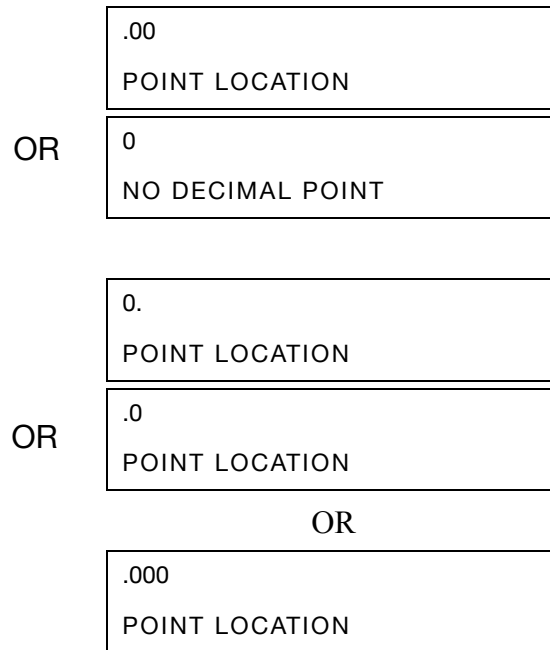 .00
POINT LOCATION
OR
0
NO DECIMAL POINT
0.
POINT LOCATION
OR
.0
POINT LOCATION
OR
.000
POINT LOCATION